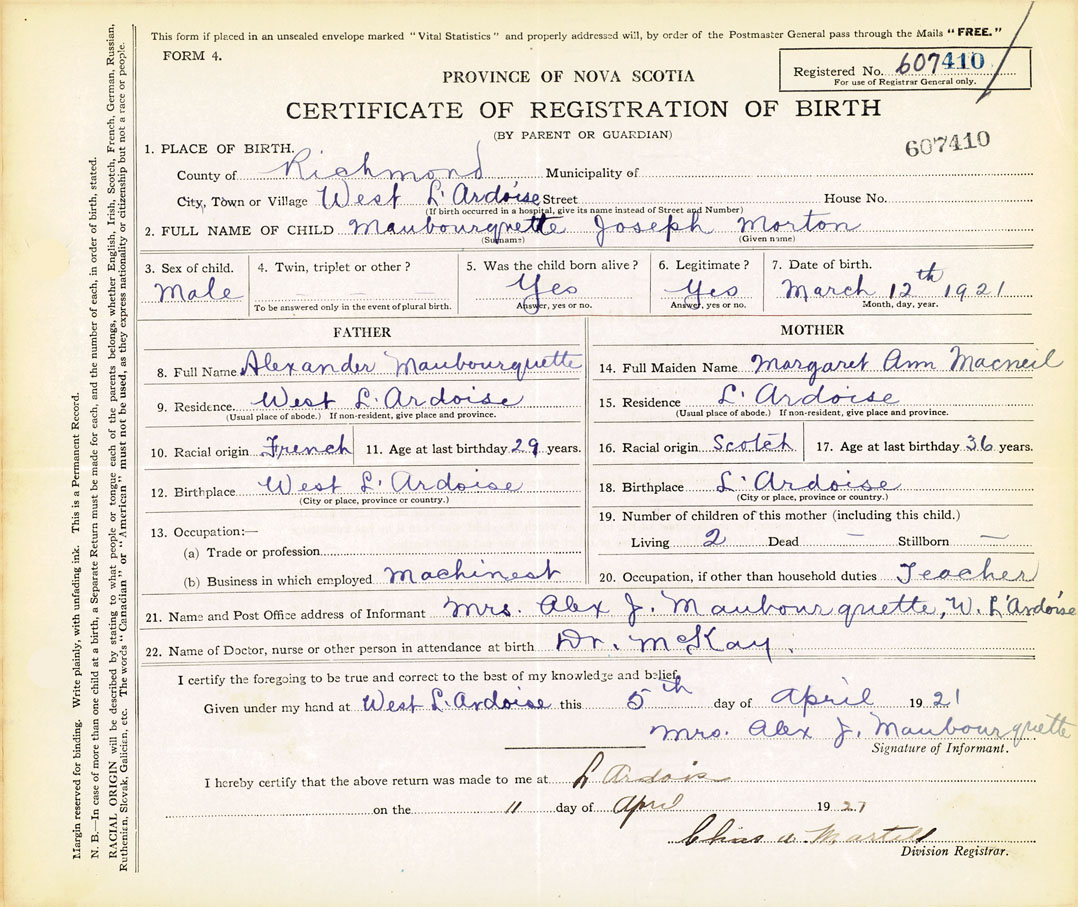 This form if placed in an unsealed envelope marked "Vital Statistics" and properly addressed will, by order of the Postmaster General pass through the Mails "FREE."
FORM 4.
Registered No. 607410
For use of Registrar General only.
PROVINCE OF NOVA SCOTIA
CERTIFICATE OF REGISTRATION OF BIRTH
(BY PARENT OR GUARDIAN)
607410
1. PLACE OF BIRTH.
County of Richmond Municipality of
City, Town or Village West L'Ardoise Street House No.
(If birth occurred in a hospital, give its name instead of Street and Number)
2. FULL NAME OF CHILD Maubourquette Joseph Morton
(Surname) (Given name)
3. Sex of child. 4. Twin, triplet or other? 5. Was the child born alive? 6. Legitimate? 7. Date of birth.
Male Yes Yes March 12th 1921
To be answered only in the event of plural birth. Answer, yes or no. Answer, yes or no. Month, day, year.
FATHER
8. Full Name Alexander Maubourquette
9. Residence. West L'Ardoise
(Usual place of abode.) If non-resident, give place and province.
10. Racial origin French 11. Age at last birthday 29 years.
12. Birthplace West L'Ardoise
(City or place, province or country.)
13. Occupation:—
(a) Trade or profession
(b) Business in which employed Machinest
MOTHER
14. Full Maiden Name Margaret Ann Macneil
15. Residence L'Ardoise
(Usual place of abode.) If non-resident, give place and province.
16. Racial origin Scotch 17. Age at last birthday 36 years.
18. Birthplace L'Ardoise
(City or place, province or country.)
19. Number of children of this mother (including this child.)
Living 2 Dead — Stillborn —
20. Occupation, if other than household duties Teacher
21. Name and Post Office address of Informant Mrs. Alex J. Maubourquette, W. L'Ardoise
22. Name of Doctor, nurse or other person in attendance at birth Dr. McKay.
I certify the foregoing to be true and correct to the best of my knowledge and belief.
Given under my hand at West L'Ardoise this 5th day of April 1921
Mrs. Alex J. Maubourquette
Signature of Informant.
I hereby certify that the above return was made to me at L'Ardois
on the 11 day of April 192
Chas Martell
Division Registrar.
Margin reserved for binding. Write plainly, with unfading ink. This is a Permanent Record.
N. B.—In case of more than one child at a birth, a Separate Return must be made for each, and the number of each, in order of birth, stated.
RACIAL ORIGIN will be described by stating to what people or tongue each of the parents belongs, whether English, Irish, Scotch, French, German, Russian,
Ruthenian, Slovak, Galician, etc. The words "Canadian" or "American" must not be used, as they express nationality or citizenship but not a race or people.